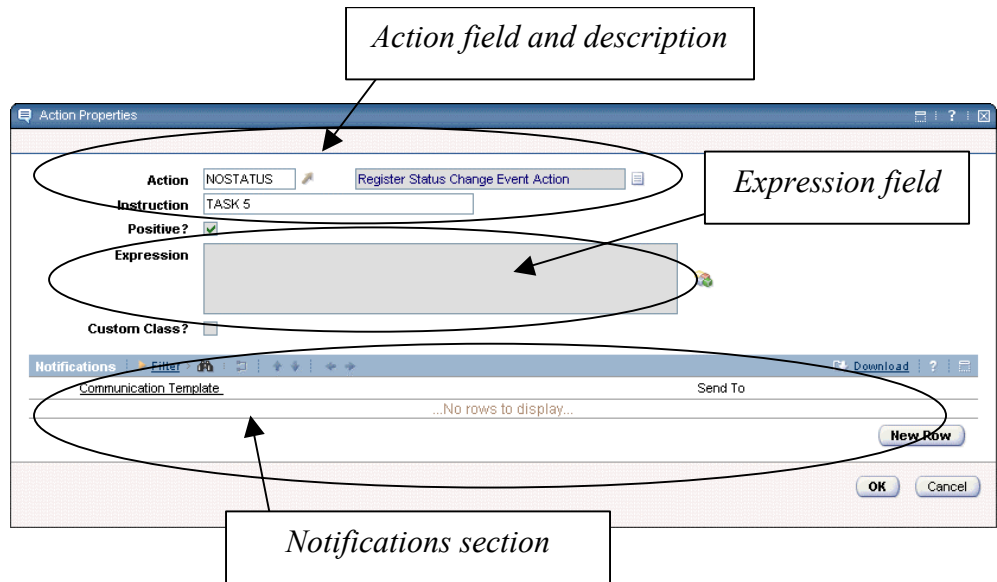 Action field and description
Action Properties
?
Action NOSTATUS Register Status Change Event Action
Expression field
Instruction TASK 5
Positive?
Expression
Custom Class?
Notifications Filter Download ?
Communication Template Send To
...No rows to display...
New Row
OK Cancel
Notifications section